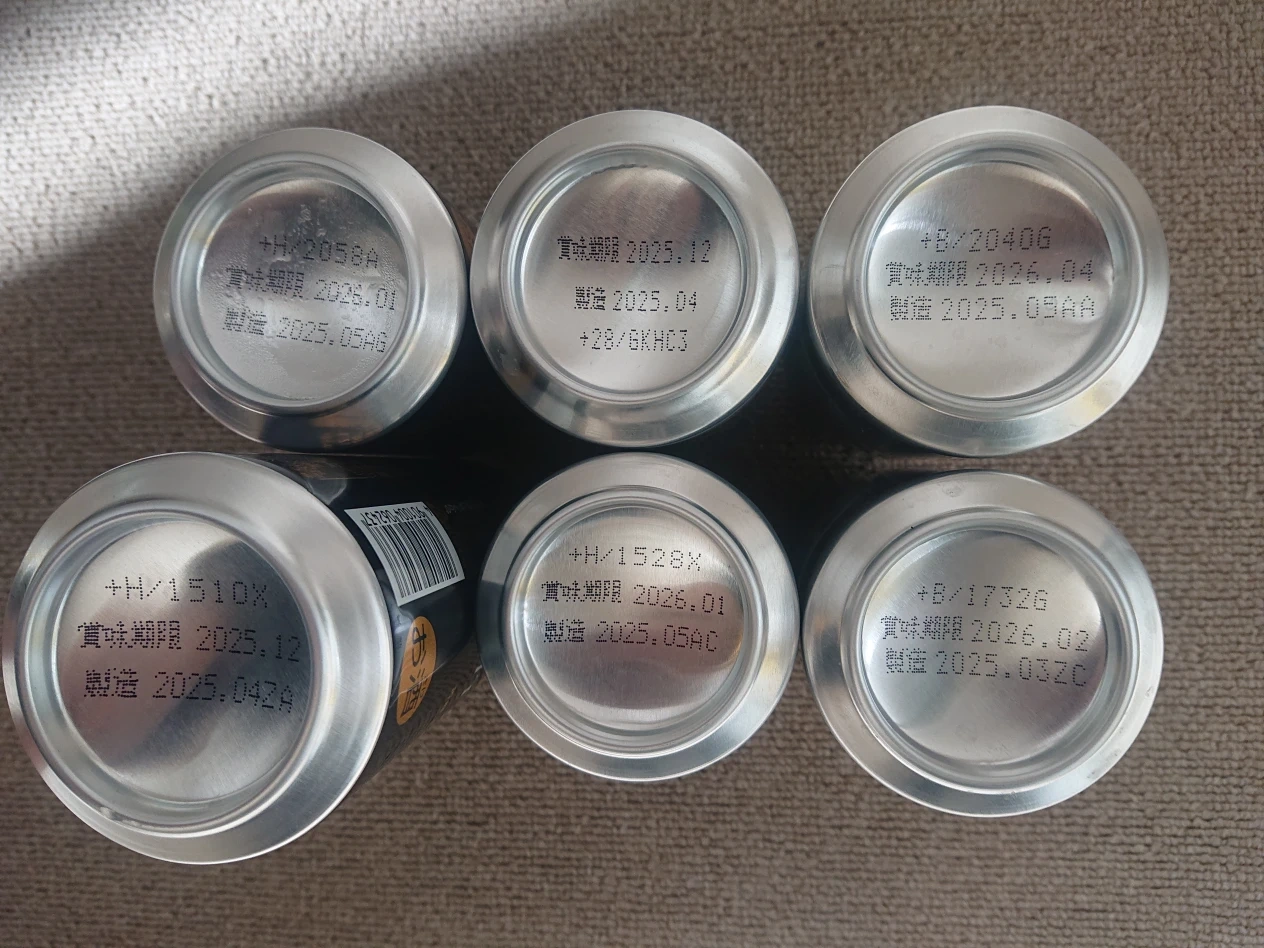 +H/2058A
賞味期限 2026.01
製造 2025.05AG
賞味期限 2025.12
製造 2025.04
+28/GKHC3
+B/2040G
賞味期限 2026.04
製造 2025.05AA
+H/1510X
賞味期限 2025.12
製造 2025.04ZA
+H/1528X
賞味期限 2026.01
製造 2025.05AC
+B/1732G
賞味期限 2026.02
製造 2025.03ZC